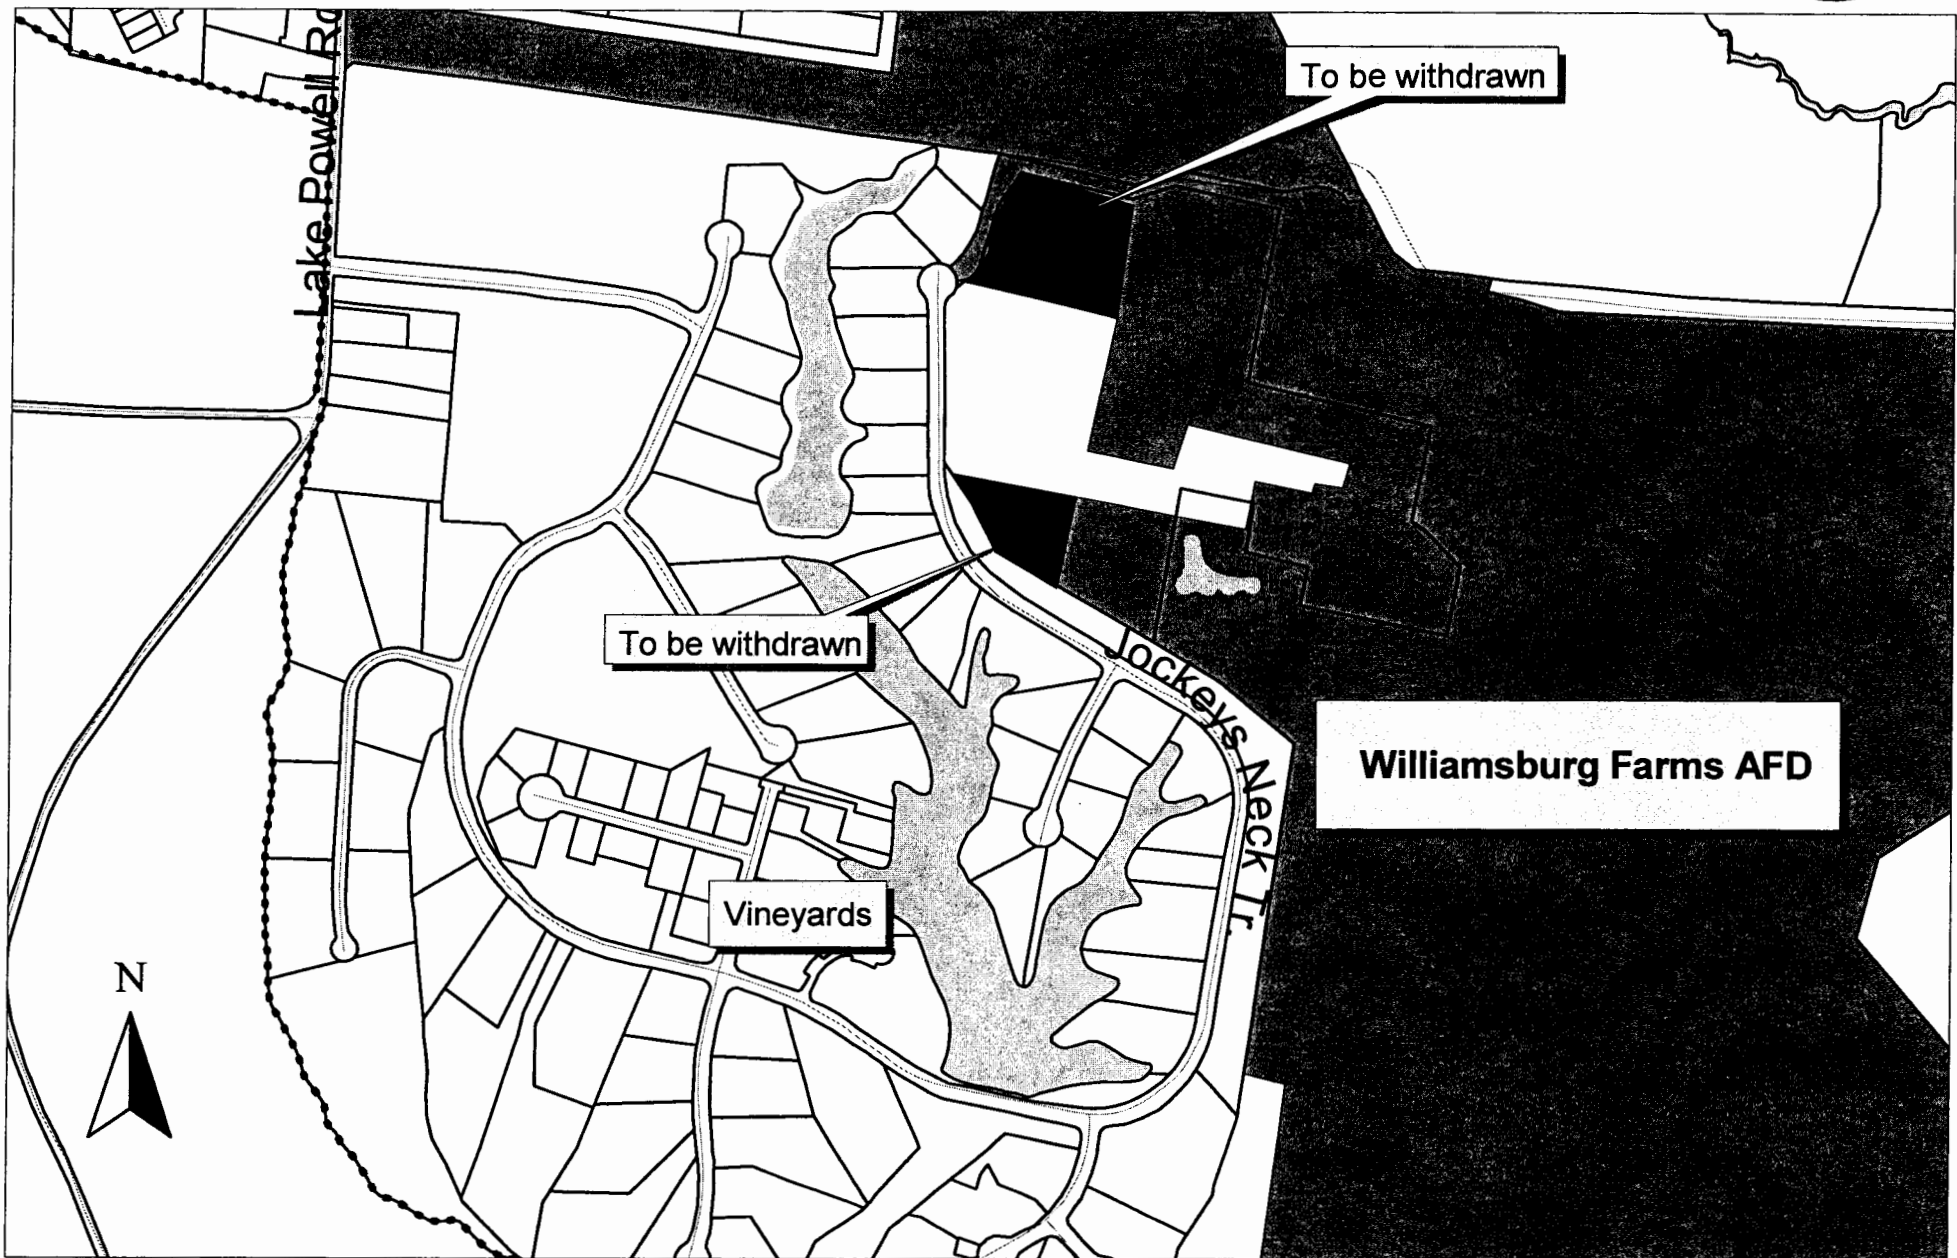 To be withdrawn
Lake Powell Rd
To be withdrawn
Jockeys Neck Tr.
Williamsburg Farms AFD
Vineyards
N